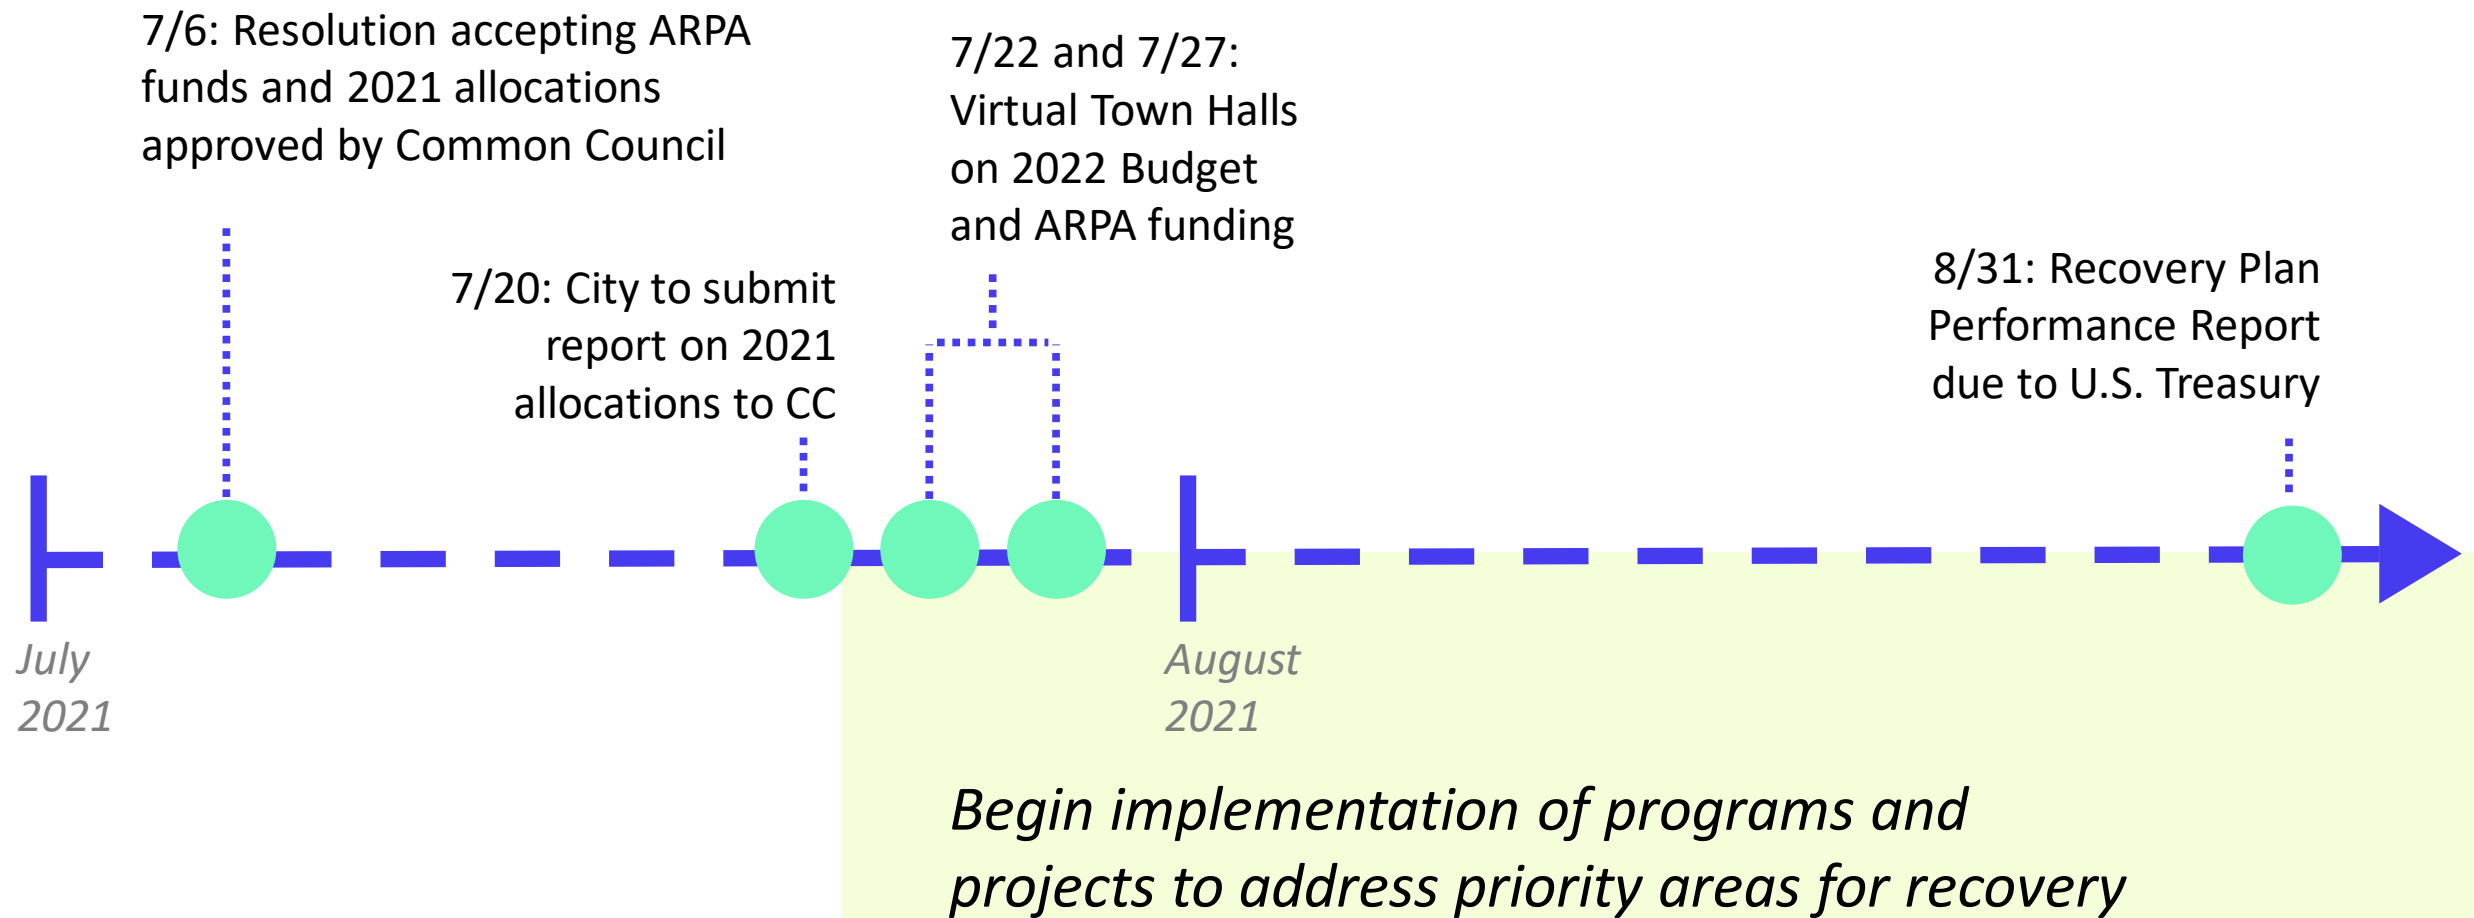 7/6: Resolution accepting ARPA
funds and 2021 allocations
approved by Common Council
7/20: City to submit
report on 2021
allocations to CC
7/22 and 7/27:
Virtual Town Halls
on 2022 Budget
and ARPA funding
8/31: Recovery Plan
Performance Report
due to U.S. Treasury
July
2021
August
2021
Begin implementation of programs and
projects to address priority areas for recovery